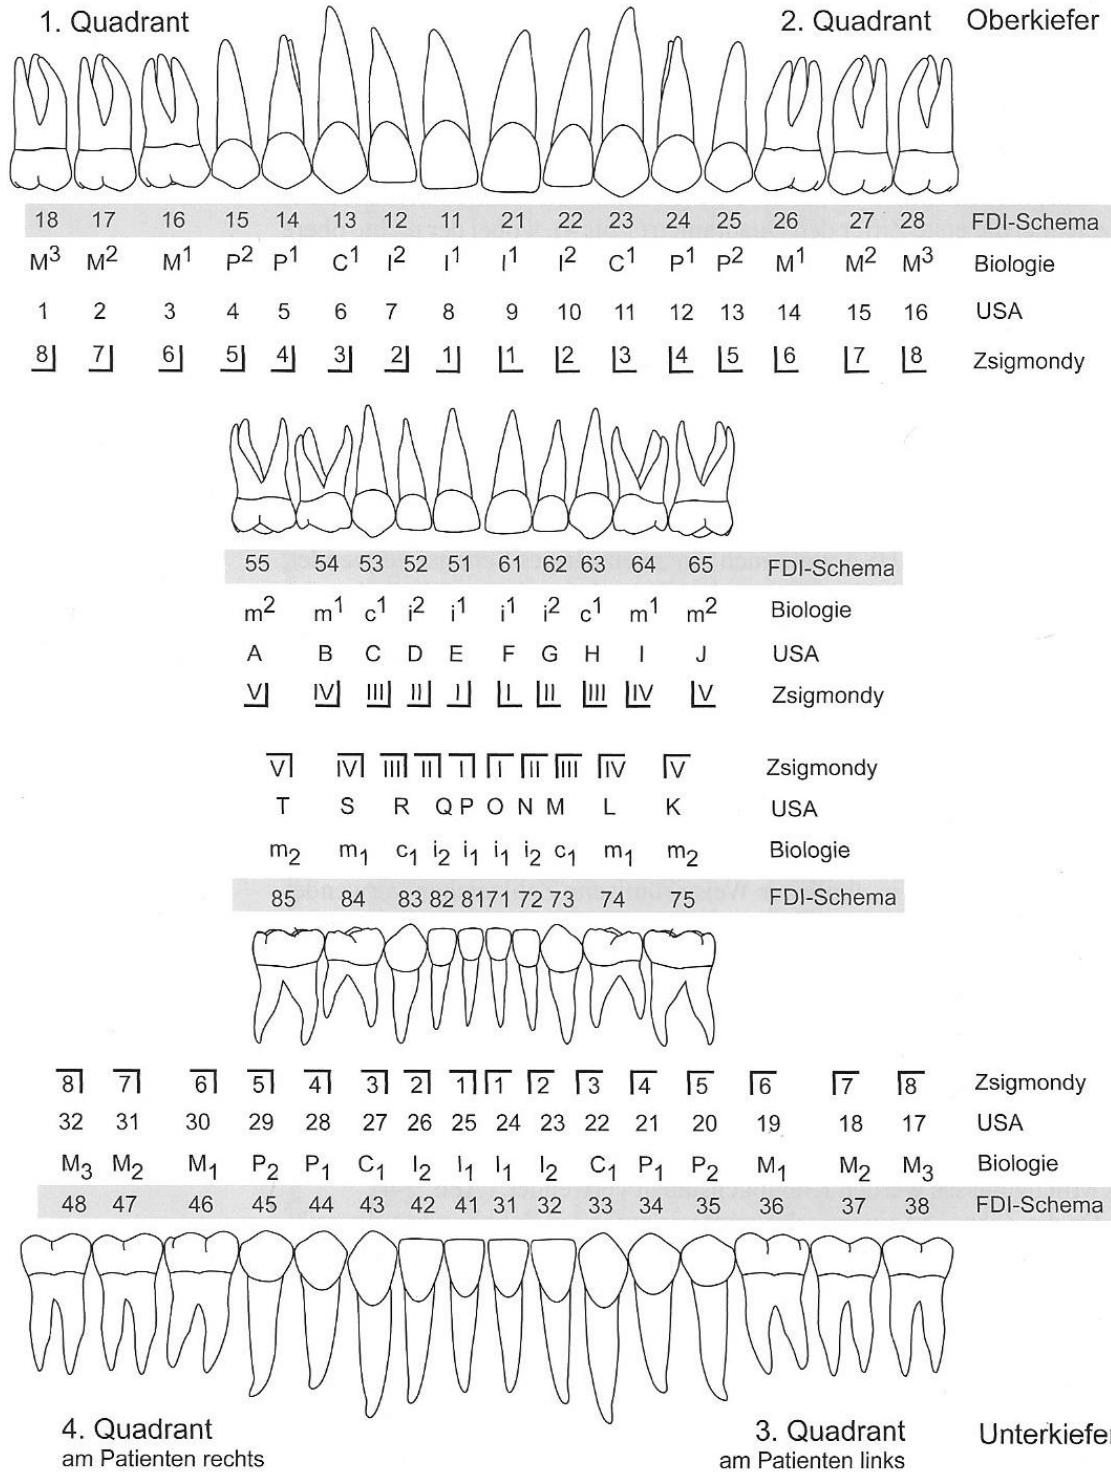 1. Quadrant 2. Quadrant Oberkiefer
18 17 16 15 14 13 12 11 21 22 23 24 25 26 27 28 FDI-Schema
M³ M² M¹ P² P¹ C¹ I² I¹ I¹ I² C¹ P¹ P² M¹ M² M³ Biologie
1 2 3 4 5 6 7 8 9 10 11 12 13 14 15 16 USA
8 7 6 5 4 3 2 1 1 2 3 4 5 6 7 8 Zsigmondy
55 54 53 52 51 61 62 63 64 65 FDI-Schema
m² m¹ c¹ i² i¹ i¹ i² c¹ m¹ m² Biologie
A B C D E F G H I J USA
V IV III II I I II III IV V Zsigmondy
V IV III II I I II III IV V Zsigmondy
T S R Q P O N M L K USA
m₂ m₁ c₁ i₂ i₁ i₁ i₂ c₁ m₁ m₂ Biologie
85 84 83 82 81 71 72 73 74 75 FDI-Schema
8 7 6 5 4 3 2 1 1 2 3 4 5 6 7 8 Zsigmondy
32 31 30 29 28 27 26 25 24 23 22 21 20 19 18 17 USA
M₃ M₂ M₁ P₂ P₁ C₁ I₂ I₁ I₁ I₂ C₁ P₁ P₂ M₁ M₂ M₃ Biologie
48 47 46 45 44 43 42 41 31 32 33 34 35 36 37 38 FDI-Schema
4. Quadrant 3. Quadrant Unterkiefer
am Patienten rechts am Patienten links